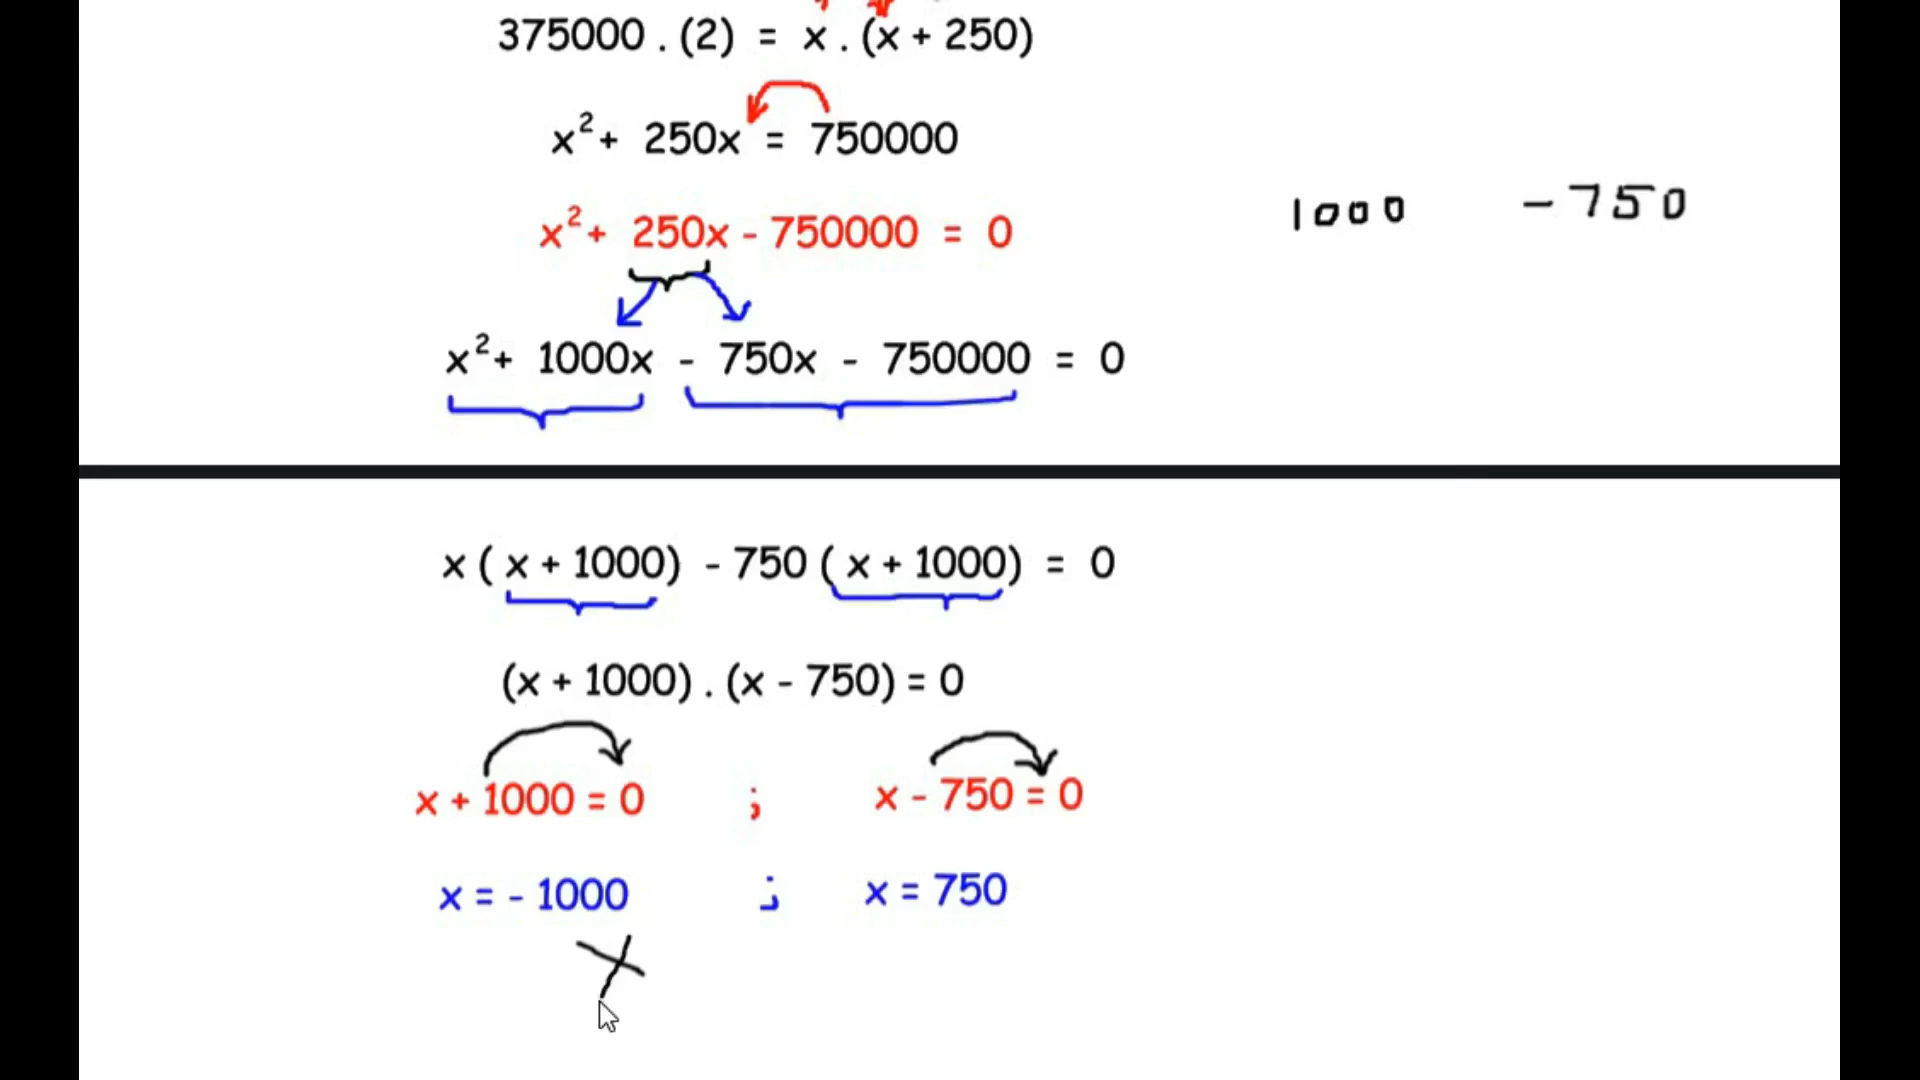 375000 . (2) = x . (x + 250)
x² + 250x = 750000
x² + 250x - 750000 = 0
1000 - 750
x² + 1000x - 750x - 750000 = 0
x ( x + 1000) - 750 ( x + 1000) = 0
(x + 1000) . (x - 750) = 0
x + 1000 = 0 ; x - 750 = 0
x = - 1000 ; x = 750